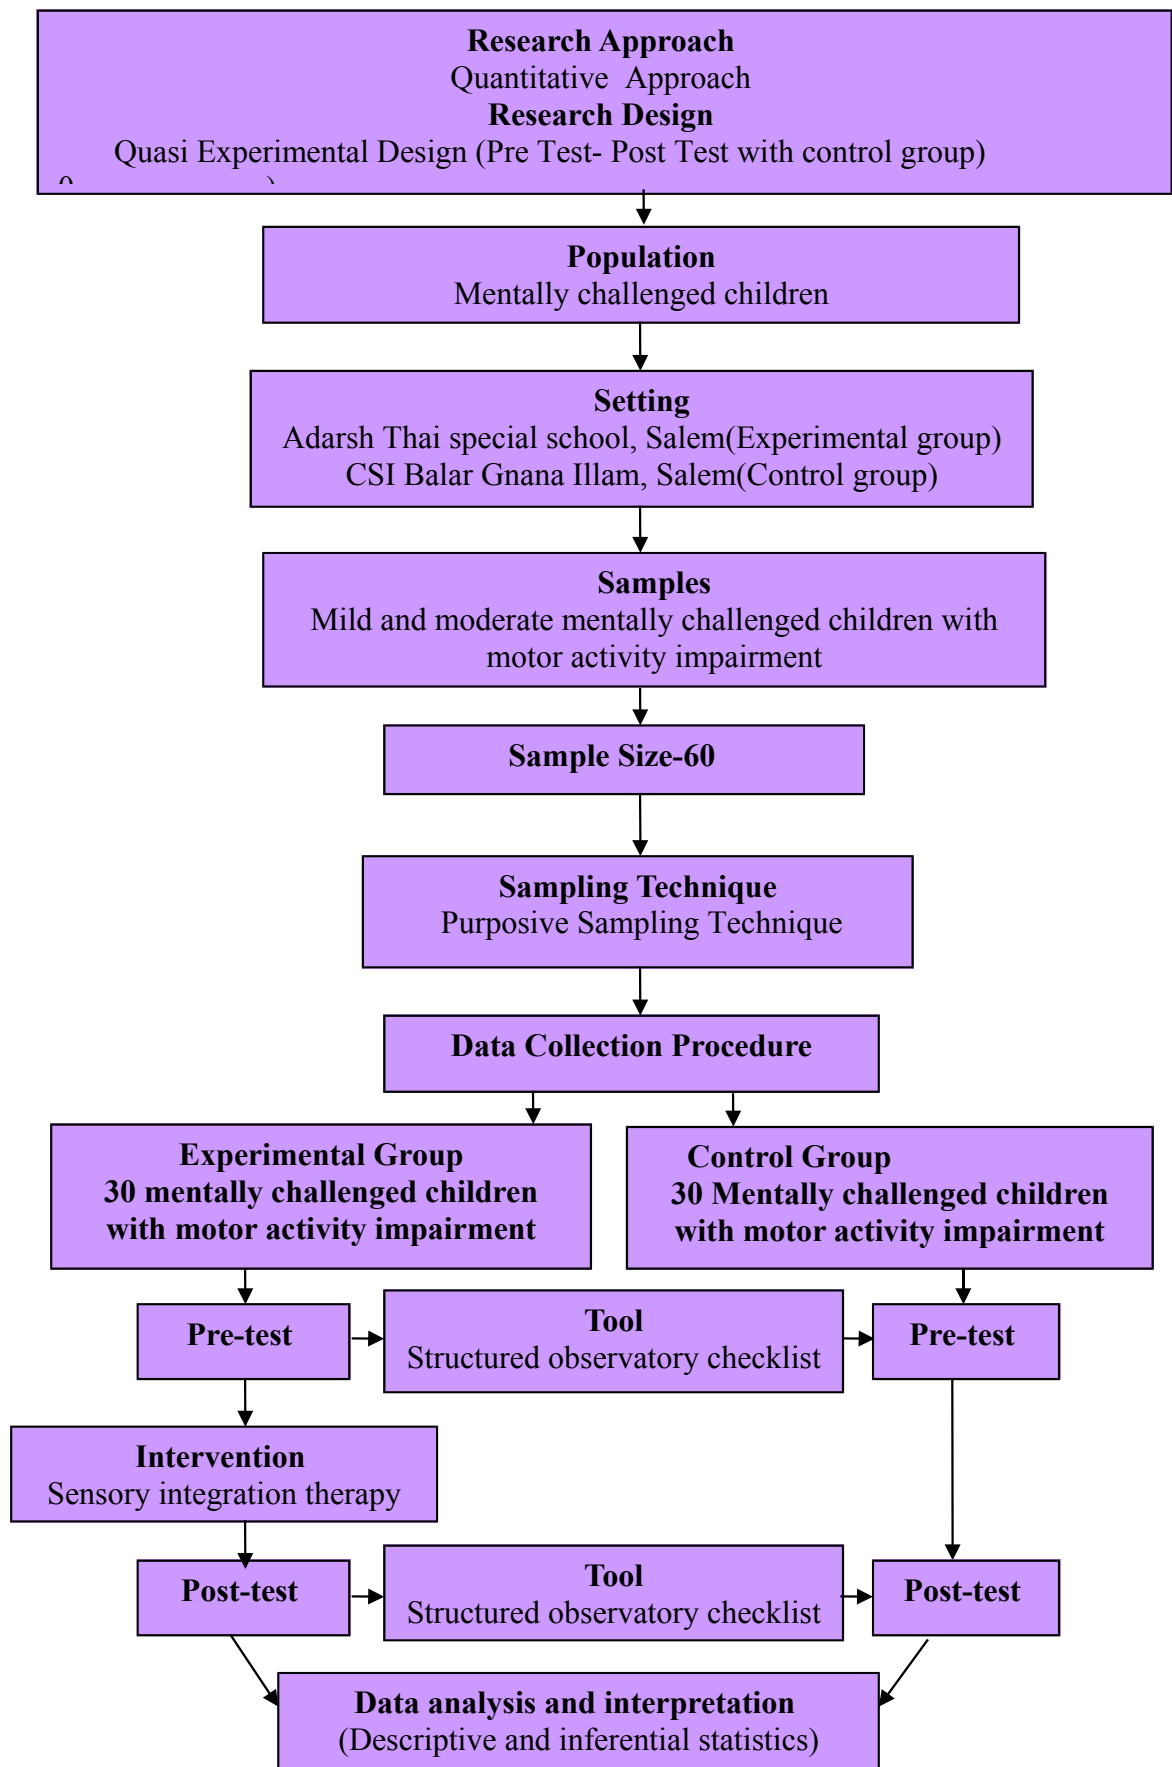 Research Approach
Quantitative Approach
Research Design
Quasi Experimental Design (Pre Test- Post Test with control group)
Population
Mentally challenged children
Setting
Adarsh Thai special school, Salem(Experimental group)
CSI Balar Gnana Illam, Salem(Control group)
Samples
Mild and moderate mentally challenged children with
motor activity impairment
Sample Size-60
Sampling Technique
Purposive Sampling Technique
Data Collection Procedure
Experimental Group
30 mentally challenged children
with motor activity impairment
Control Group
30 Mentally challenged children
with motor activity impairment
Pre-test
Tool
Structured observatory checklist
Pre-test
Intervention
Sensory integration therapy
Post-test
Tool
Structured observatory checklist
Post-test
Data analysis and interpretation
(Descriptive and inferential statistics)